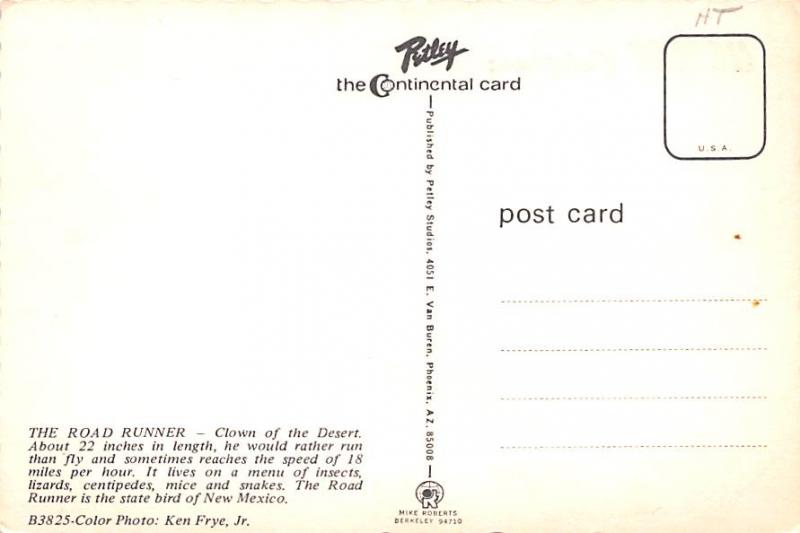 HT
Petley
the Continental card
U.S.A.
Published by Petley Studios, 4051 E. Van Buren, Phoenix, AZ. 85008
post card
THE ROAD RUNNER – Clown of the Desert.
About 22 inches in length, he would rather run
than fly and sometimes reaches the speed of 18
miles per hour. It lives on a menu of insects,
lizards, centipedes, mice and snakes. The Road
Runner is the state bird of New Mexico.
B3825-Color Photo: Ken Frye, Jr.
MIKE ROBERTS
BERKELEY 94710